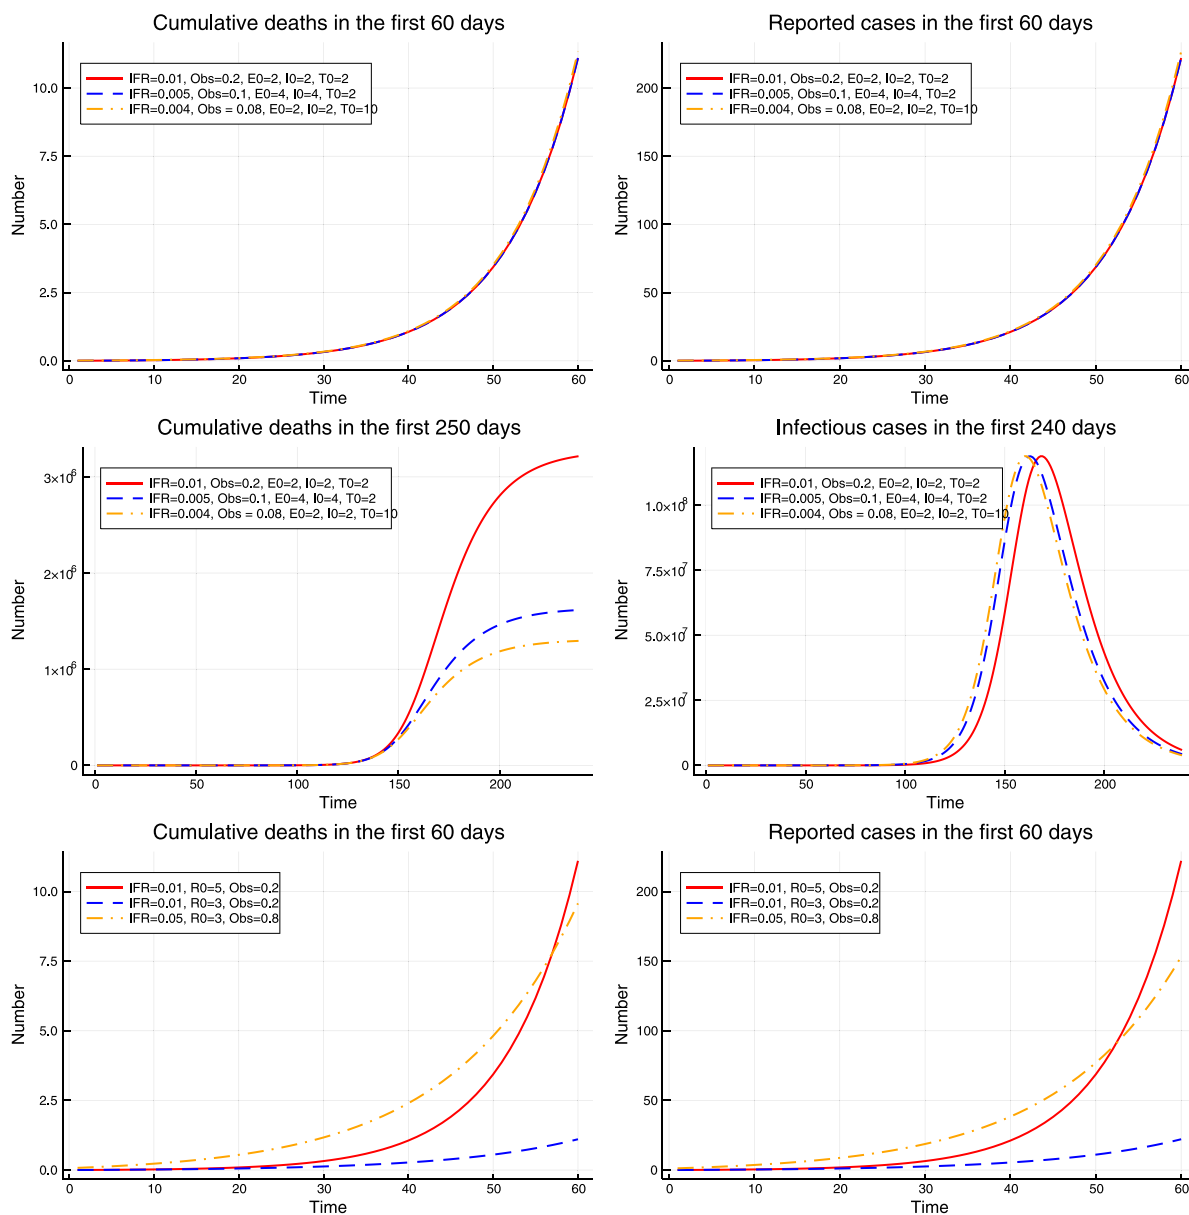 Cumulative deaths in the first 60 days
Number
10.0
7.5
5.0
2.5
0.0
IFR=0.01, Obs=0.2, E0=2, I0=2, T0=2
IFR=0.005, Obs=0.1, E0=4, I0=4, T0=2
IFR=0.004, Obs = 0.08, E0=2, I0=2, T0=10
0 10 20 30 40 50 60
Time
Reported cases in the first 60 days
Number
200
150
100
50
0
IFR=0.01, Obs=0.2, E0=2, I0=2, T0=2
IFR=0.005, Obs=0.1, E0=4, I0=4, T0=2
IFR=0.004, Obs = 0.08, E0=2, I0=2, T0=10
0 10 20 30 40 50 60
Time
Cumulative deaths in the first 250 days
Number
3×10⁶
2×10⁶
1×10⁶
0
IFR=0.01, Obs=0.2, E0=2, I0=2, T0=2
IFR=0.005, Obs=0.1, E0=4, I0=4, T0=2
IFR=0.004, Obs = 0.08, E0=2, I0=2, T0=10
0 50 100 150 200
Time
Infectious cases in the first 240 days
Number
1.0×10⁸
7.5×10⁷
5.0×10⁷
2.5×10⁷
0
IFR=0.01, Obs=0.2, E0=2, I0=2, T0=2
IFR=0.005, Obs=0.1, E0=4, I0=4, T0=2
IFR=0.004, Obs = 0.08, E0=2, I0=2, T0=10
0 50 100 150 200
Time
Cumulative deaths in the first 60 days
Number
10.0
7.5
5.0
2.5
0.0
IFR=0.01, R0=5, Obs=0.2
IFR=0.01, R0=3, Obs=0.2
IFR=0.05, R0=3, Obs=0.8
0 10 20 30 40 50 60
Time
Reported cases in the first 60 days
Number
200
150
100
50
0
IFR=0.01, R0=5, Obs=0.2
IFR=0.01, R0=3, Obs=0.2
IFR=0.05, R0=3, Obs=0.8
0 10 20 30 40 50 60
Time